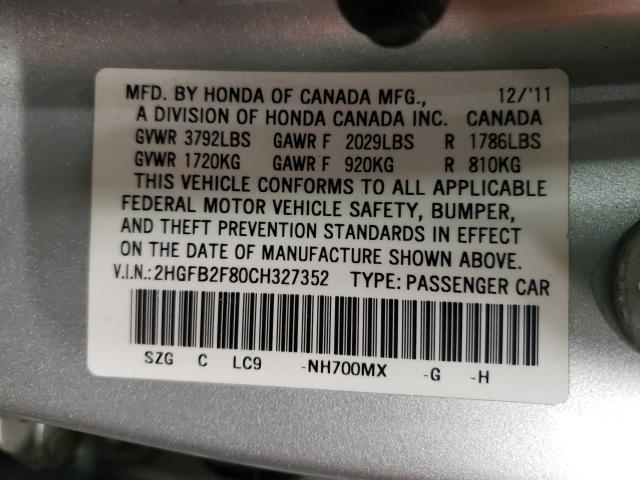 MFD. BY HONDA OF CANADA MFG., 12/'11
A DIVISION OF HONDA CANADA INC. CANADA
GVWR 3792LBS GAWR F 2029LBS R 1786LBS
GVWR 1720KG GAWR F 920KG R 810KG
THIS VEHICLE CONFORMS TO ALL APPLICABLE
FEDERAL MOTOR VEHICLE SAFETY, BUMPER,
AND THEFT PREVENTION STANDARDS IN EFFECT
ON THE DATE OF MANUFACTURE SHOWN ABOVE.
V.I.N.:2HGFB2F80CH327352 TYPE: PASSENGER CAR
SZG C LC9 -NH700MX -G -H